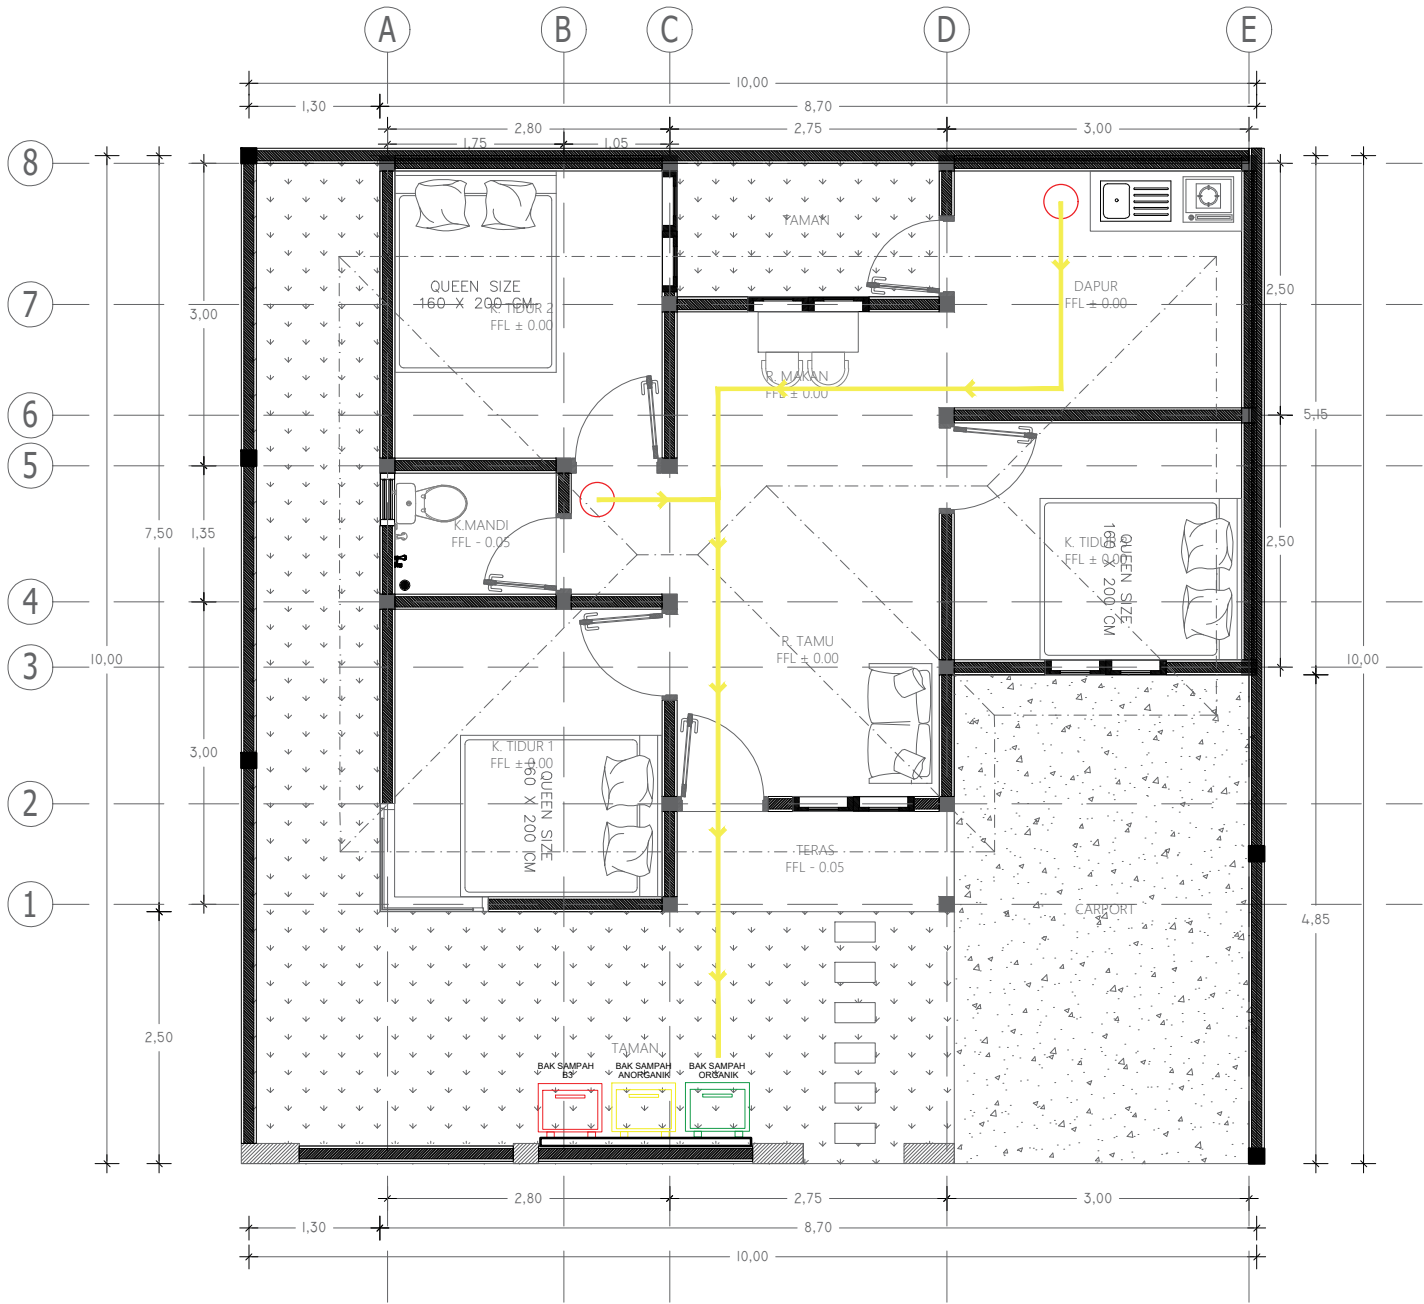 A B C D E
10,00
1,30 8,70
2,80 2,75 3,00
1,75 1,05
8
7
6
5
4
3
2
1
10,00
7,50
2,50
3,00
1,35
3,00
TAMAN
QUEEN SIZE
160 X 200 CM
K. TIDUR 2
FFL ± 0.00
DAPUR
FFL ± 0.00
2,50
R. MAKAN
FFL ± 0.00
5,15
K.MANDI
FFL - 0.05
K. TIDUR
FFL ± 0.00
QUEEN SIZE
160 X 200 CM
2,50
R. TAMU
FFL ± 0.00
10,00
K. TIDUR 1
FFL ± 0.00
QUEEN SIZE
160 X 200 CM
TERAS
FFL - 0.05
CARPORT
4,85
TAMAN
BAK SAMPAH
B3
BAK SAMPAH
ANORGANIK
BAK SAMPAH
ORGANIK
2,80 2,75 3,00
1,30 8,70
10,00